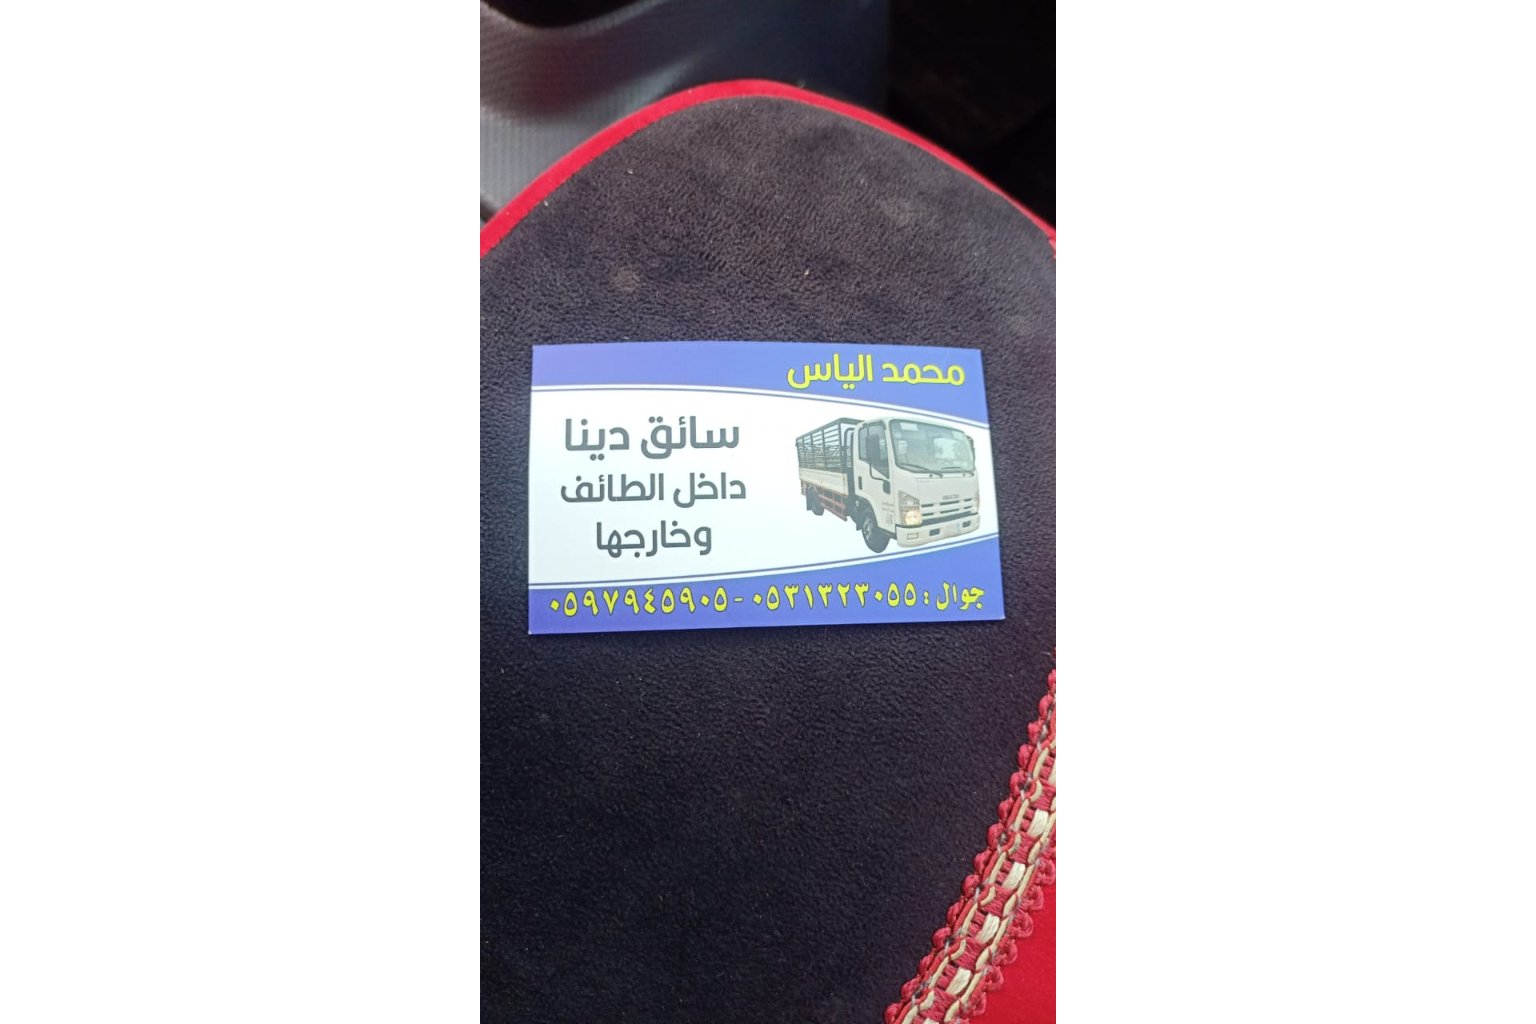 محمد الياس
سائق دينا
داخل الطائف
وخارجها
جوال : ٠٥٣١٣٢٣٠٥٥ - ٠٥٩٧٩٤٥٩٠٥